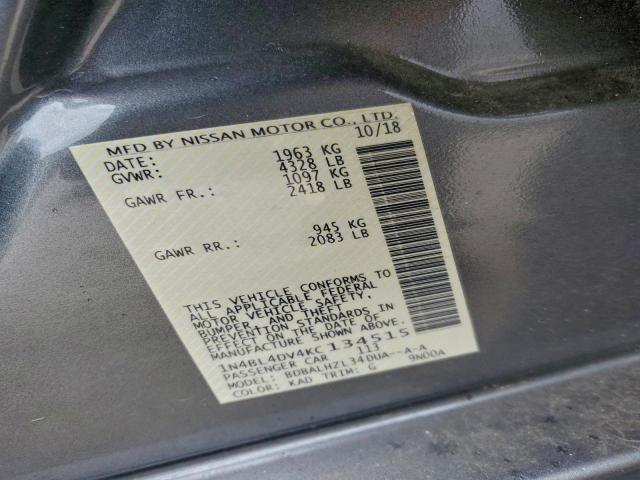 MFD BY NISSAN MOTOR CO., LTD.
DATE: 10/18
GVWR: 1963 KG
4328 LB
GAWR FR.: 1097 KG
2418 LB
GAWR RR.: 945 KG
2083 LB
THIS VEHICLE CONFORMS TO
ALL APPLICABLE FEDERAL
MOTOR VEHICLE SAFETY,
BUMPER, AND THEFT
PREVENTION STANDARDS IN
EFFECT ON THE DATE OF
MANUFACTURE SHOWN ABOVE.
1N4BL4DV4KC134515
PASSENGER CAR 113
MODEL: BDBALHZL34DUA--A-A
COLOR: KAD TRIM: G 9N00A